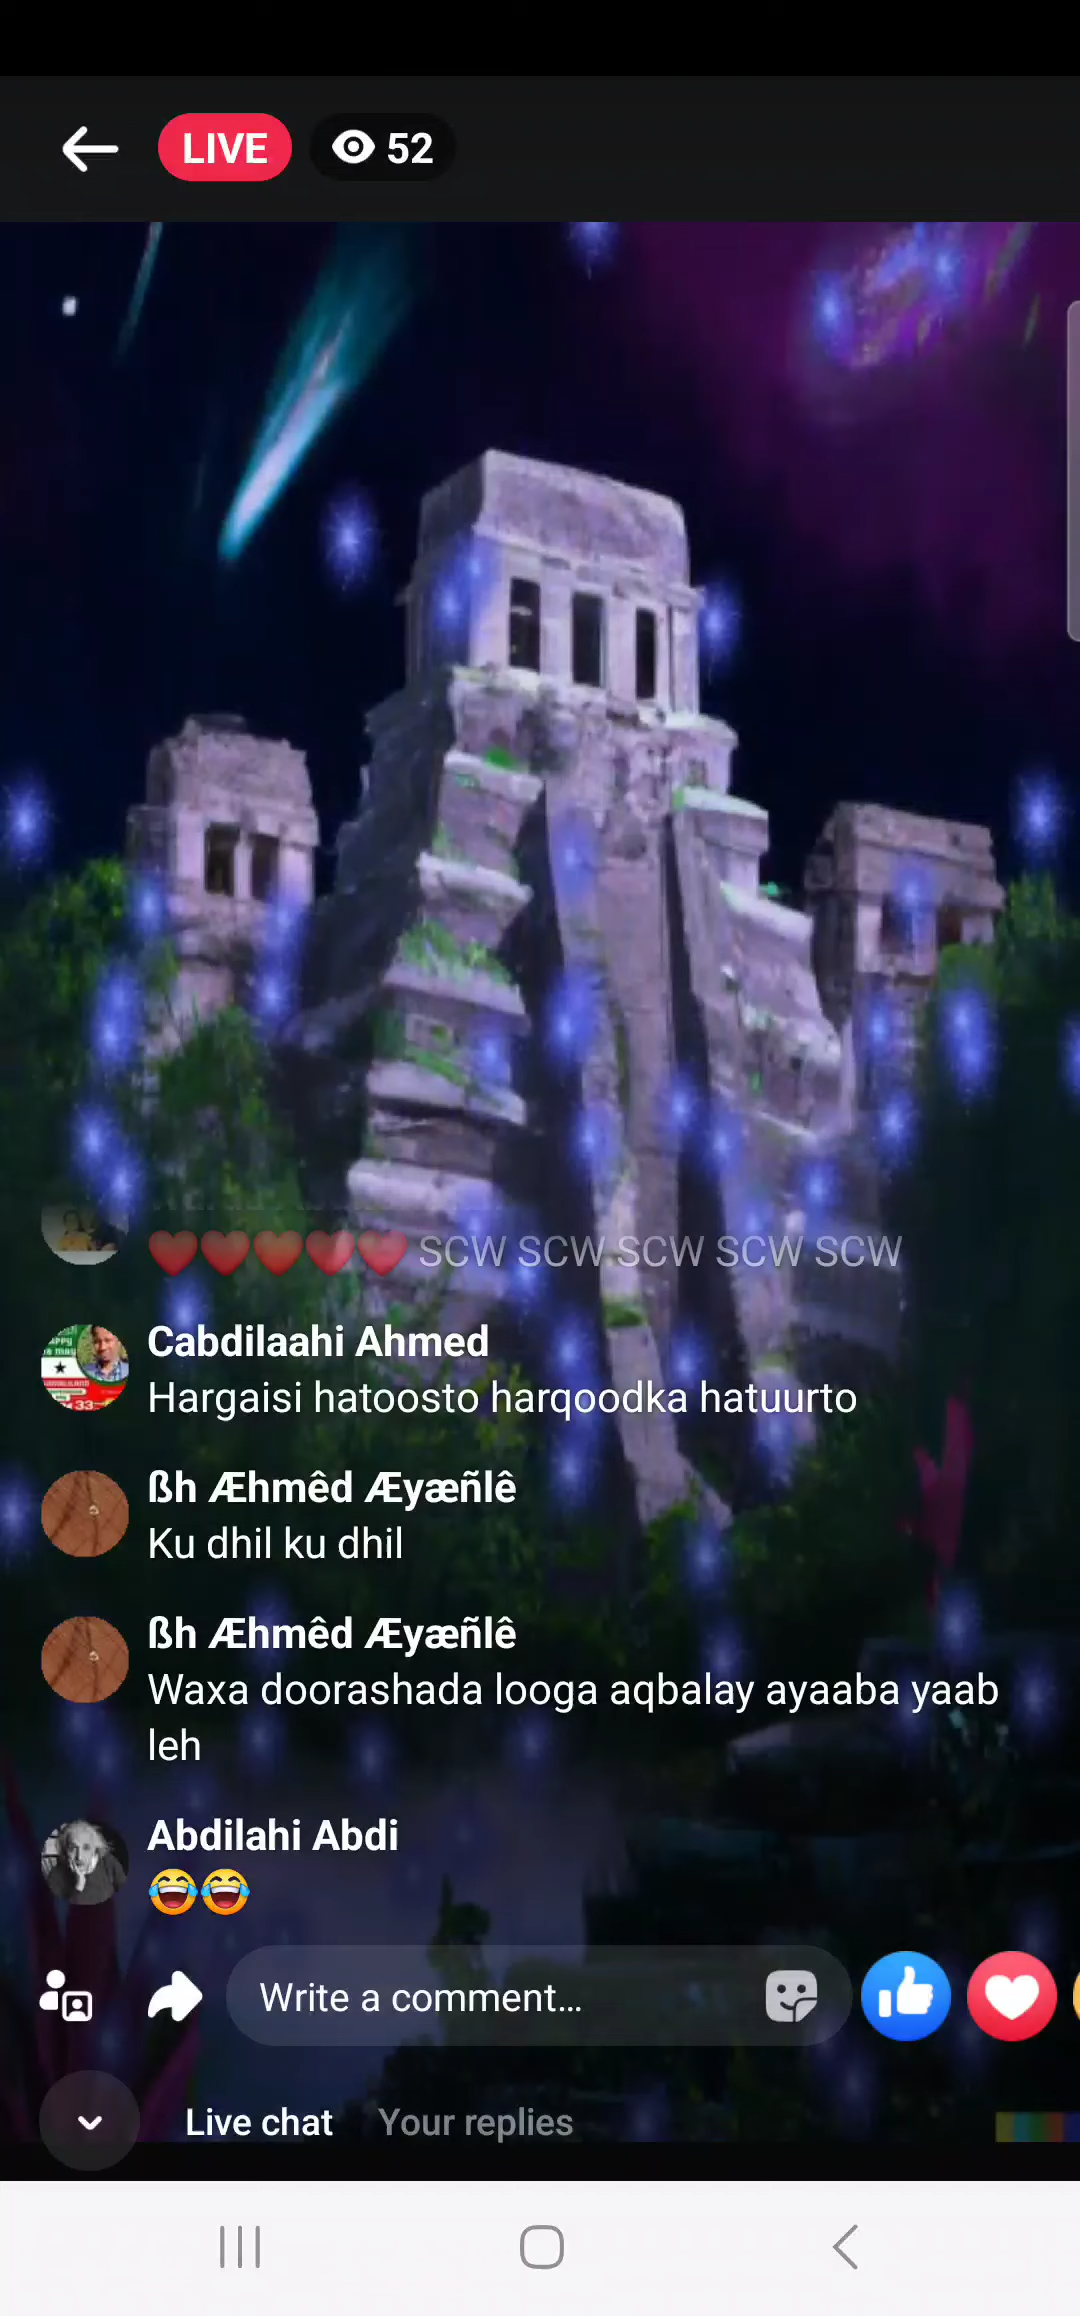 LIVE 52
❤️❤️❤️❤️❤️ SCW SCW SCW SCW SCW
Cabdilaahi Ahmed
Hargaisi hatoosto harqoodka hatuurto
ßh Æhmêd Æyæñlê
Ku dhil ku dhil
ßh Æhmêd Æyæñlê
Waxa doorashada looga aqbalay ayaaba yaab
leh
Abdilahi Abdi
😂😂
Write a comment...
Live chat Your replies